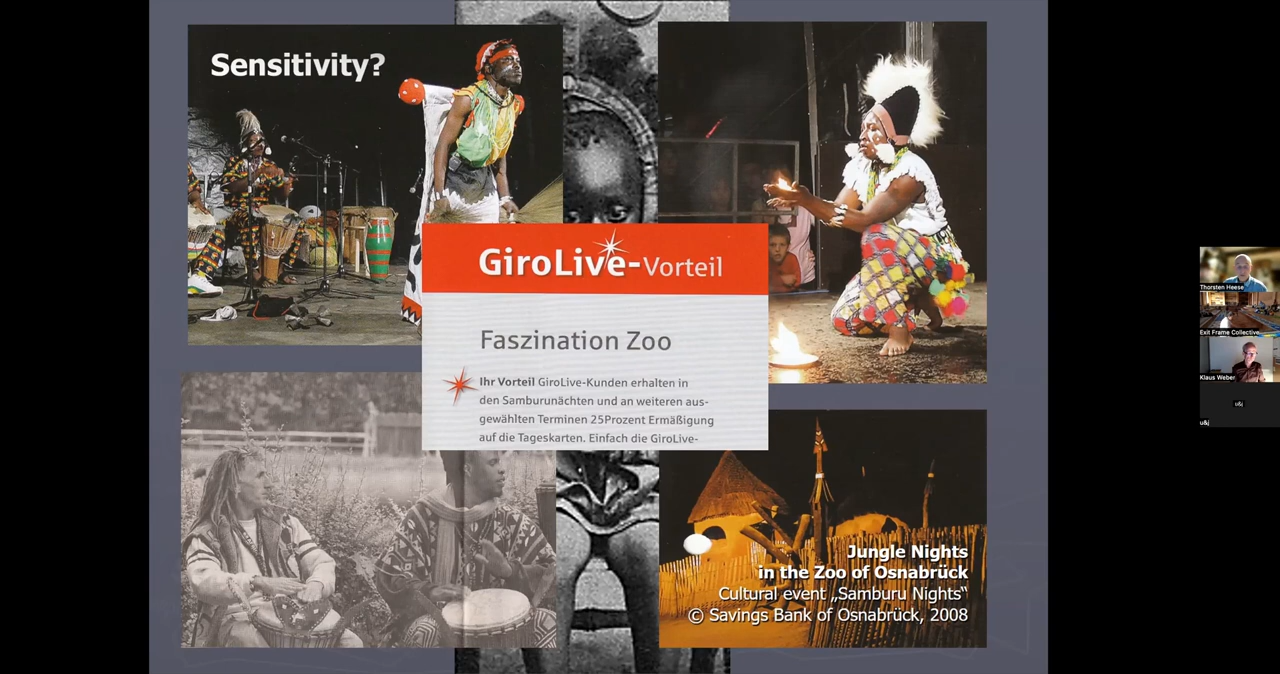 Sensitivity?
GiroLive-Vorteil
Faszination Zoo
Ihr Vorteil GiroLive-Kunden erhalten in
den Samburunächten und an weiteren aus-
gewählten Terminen 25Prozent Ermäßigung
auf die Tageskarten. Einfach die GiroLive-
Jungle Nights
in the Zoo of Osnabrück
Cultural event „Samburu Nights“
© Savings Bank of Osnabrück, 2008
Thorsten Heese
Exit Frame Collective
Klaus Weber
u&j
u&j